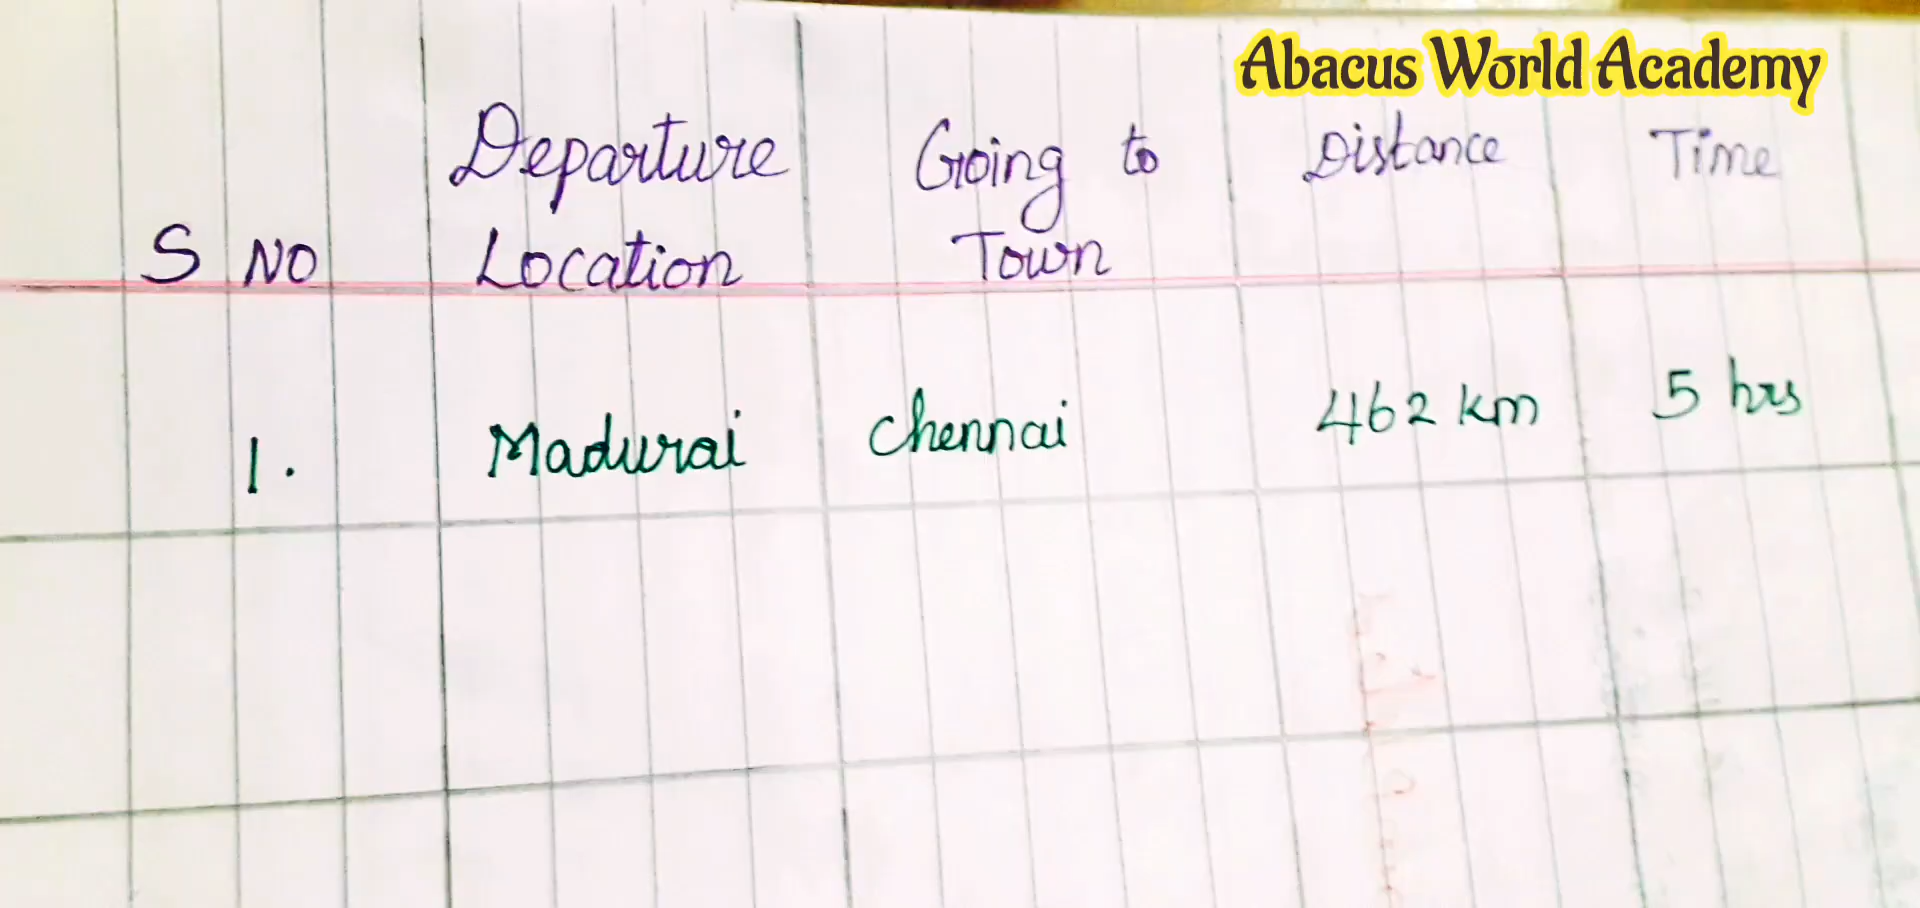 Abacus World Academy
Departure Going to Distance Time
S NO Location Town
1. Madurai Chennai 462 km 5 hrs